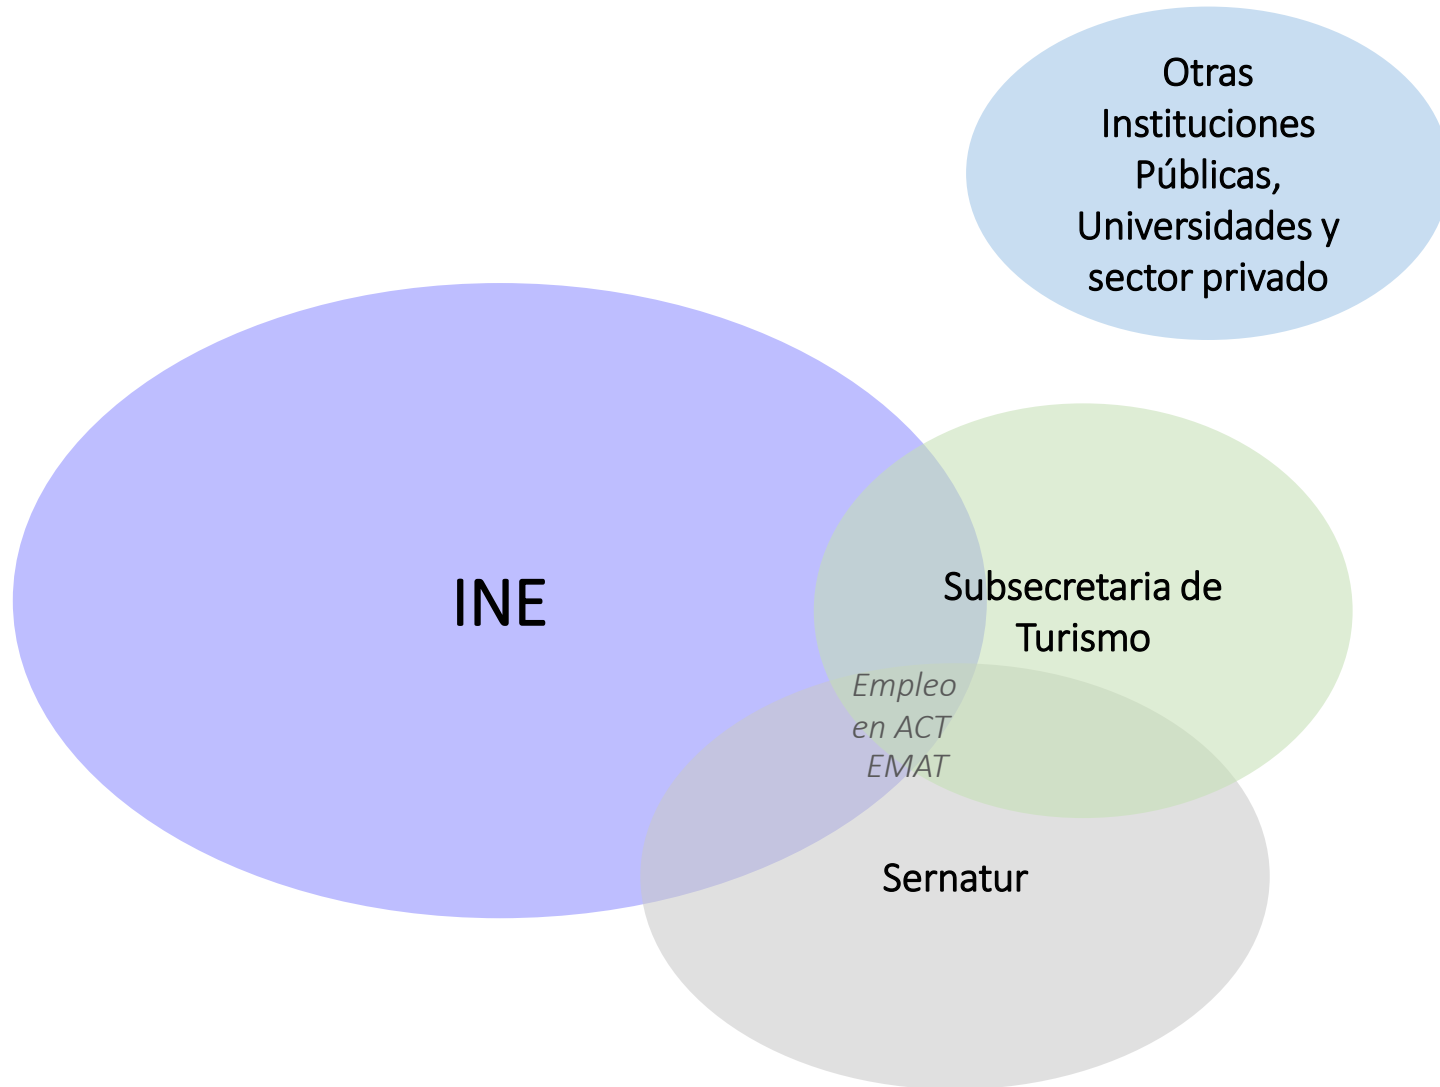 Otras
Instituciones
Públicas,
Universidades y
sector privado
INE
Subsecretaria de
Turismo
Empleo
en ACT
EMAT
Sernatur